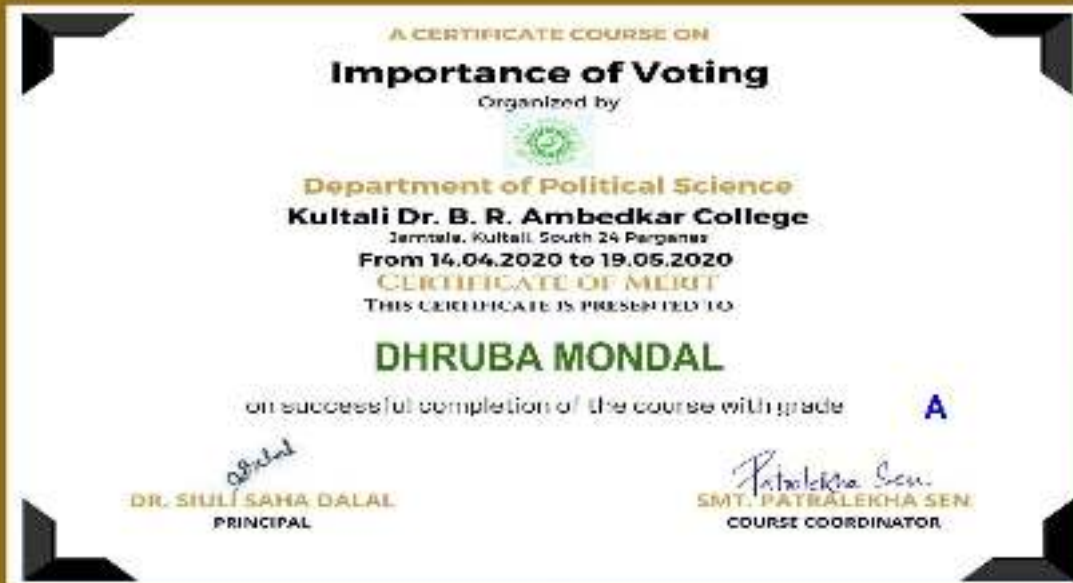 A CERTIFICATE COURSE ON
Importance of Voting
Organized by
Department of Political Science
Kultali Dr. B. R. Ambedkar College
Jamtala, Kultali, South 24 Parganas
From 14.04.2020 to 19.05.2020
CERTIFICATE OF MERIT
THIS CERTIFICATE IS PRESENTED TO
DHRUBA MONDAL
on successful completion of the course with grade A
Patralekha Sen.
DR. SIULI SAHA DALAL
SMT. PATRALEKHA SEN
PRINCIPAL
COURSE COORDINATOR